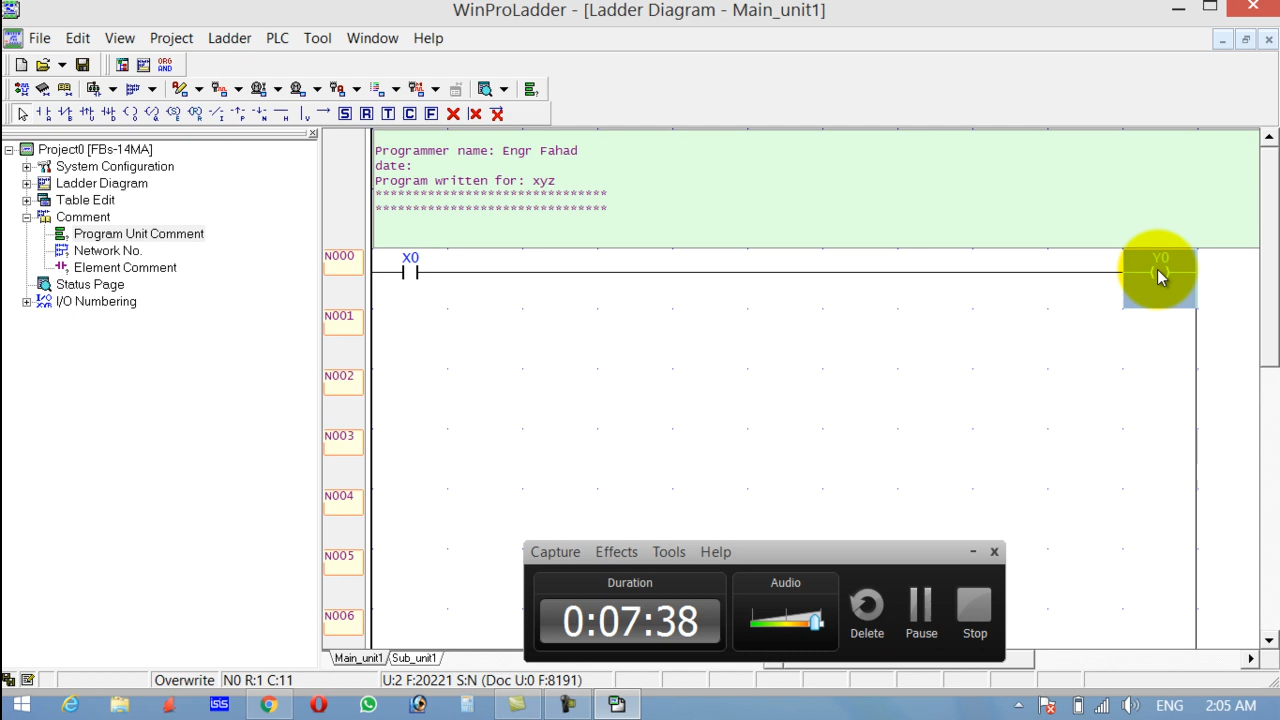 WinProLadder - [Ladder Diagram - Main_unit1]
File Edit View Project Ladder PLC Tool Window Help
ORG
AND
S R T C F
Project0 [FBs-14MA]
System Configuration
Ladder Diagram
Table Edit
Comment
Program Unit Comment
Network No.
Element Comment
Status Page
I/O Numbering
Programmer name: Engr Fahad
date:
Program written for: xyz
*******************************
*******************************
N000
X0
Y0
N001
N002
N003
N004
N005
N006
Capture Effects Tools Help
Duration
0:07:38
Audio
Delete
Pause
Stop
Main_unit1 Sub_unit1
Overwrite N0 R:1 C:11 U:2 F:20221 S:N (Doc U:0 F:8191)
isis
ENG 2:05 AM